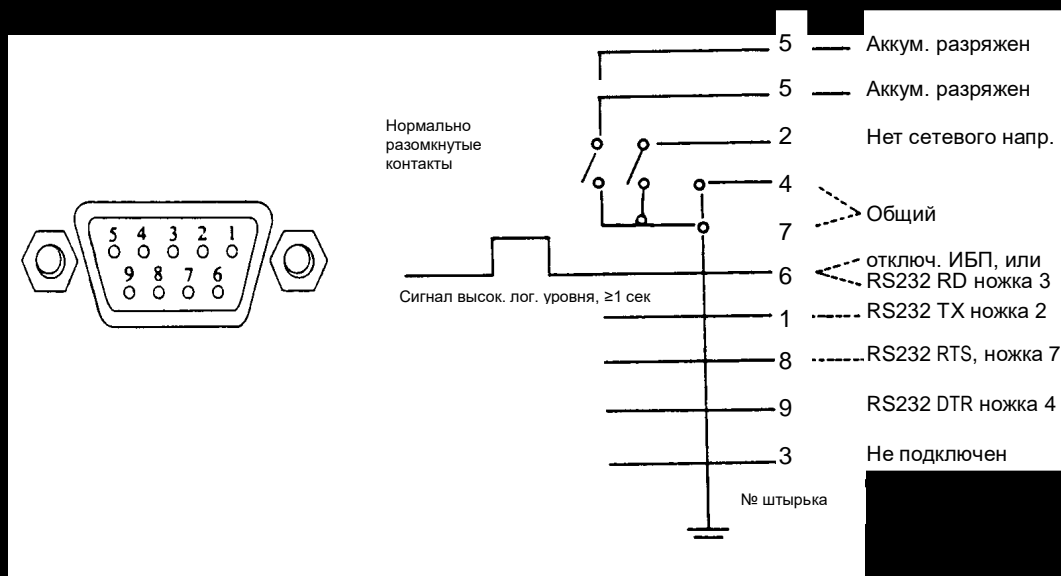 5 Аккум. разряжен
5 Аккум. разряжен
Нормально
разомкнутые
контакты
2 Нет сетевого напр.
4
Общий
7
5 4 3 2 1
9 8 7 6
отключ. ИБП, или
6
RS232 RD ножка 3
Сигнал высок. лог. уровня, ≥1 сек
1 RS232 TX ножка 2
8 RS232 RTS, ножка 7
9 RS232 DTR ножка 4
3 Не подключен
№ штырька